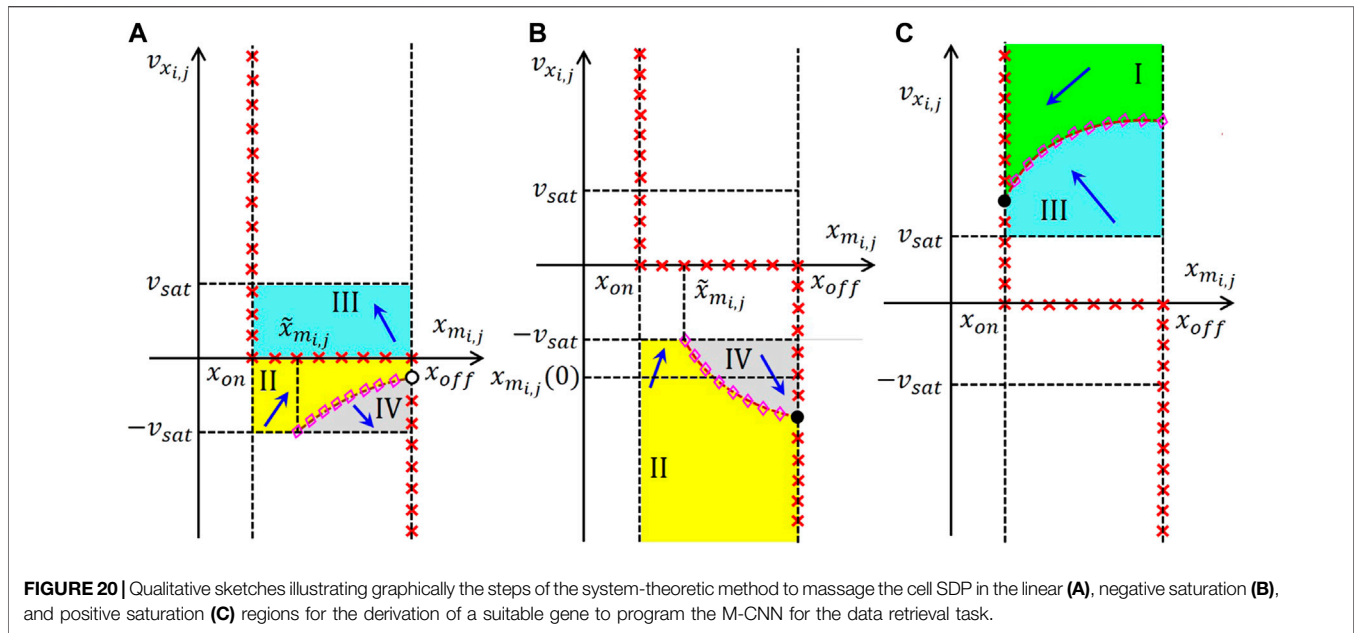 A
v_{x_{i,j}}
v_{sat}
III
x̃_{m_{i,j}}
x_{m_{i,j}}
x_{on}
II
x_{off}
IV
−v_{sat}
B
v_{x_{i,j}}
v_{sat}
x_{m_{i,j}}
x_{on}
x̃_{m_{i,j}}
x_{off}
−v_{sat}
IV
x_{m_{i,j}}(0)
II
C
I
v_{x_{i,j}}
III
v_{sat}
x_{m_{i,j}}
x_{on}
x_{off}
−v_{sat}
FIGURE 20 | Qualitative sketches illustrating graphically the steps of the system-theoretic method to massage the cell SDP in the linear (A), negative saturation (B),
and positive saturation (C) regions for the derivation of a suitable gene to program the M-CNN for the data retrieval task.